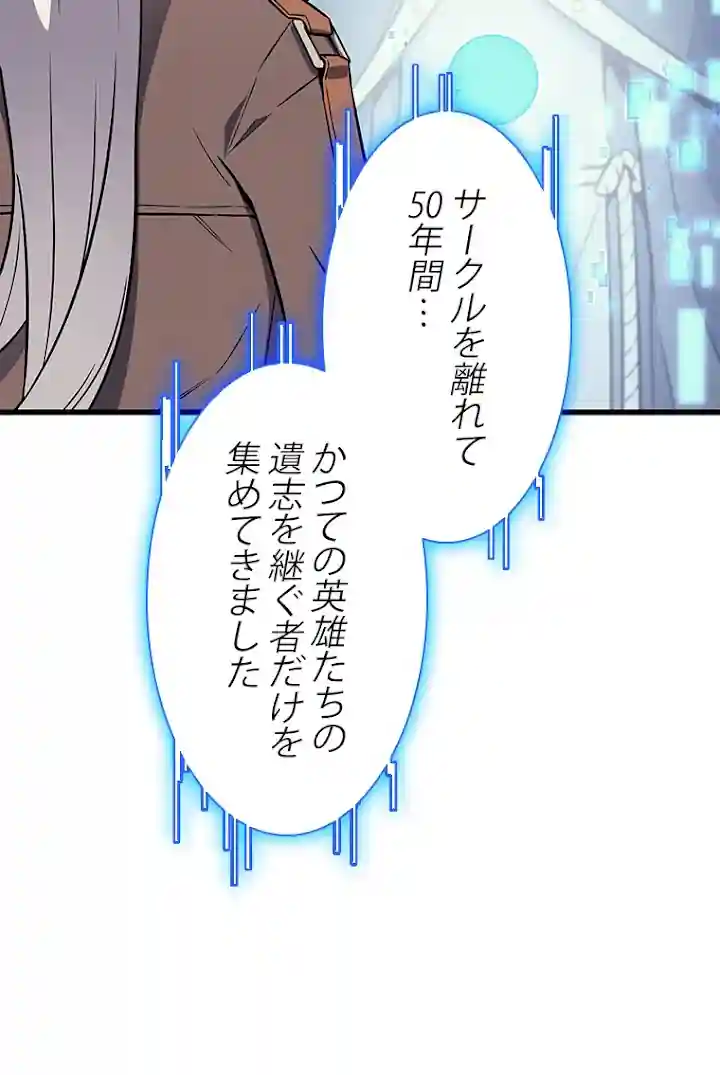 サークルを離れて
50年間…
かつての英雄たちの
遺志を継ぐ者だけを
集めてきました